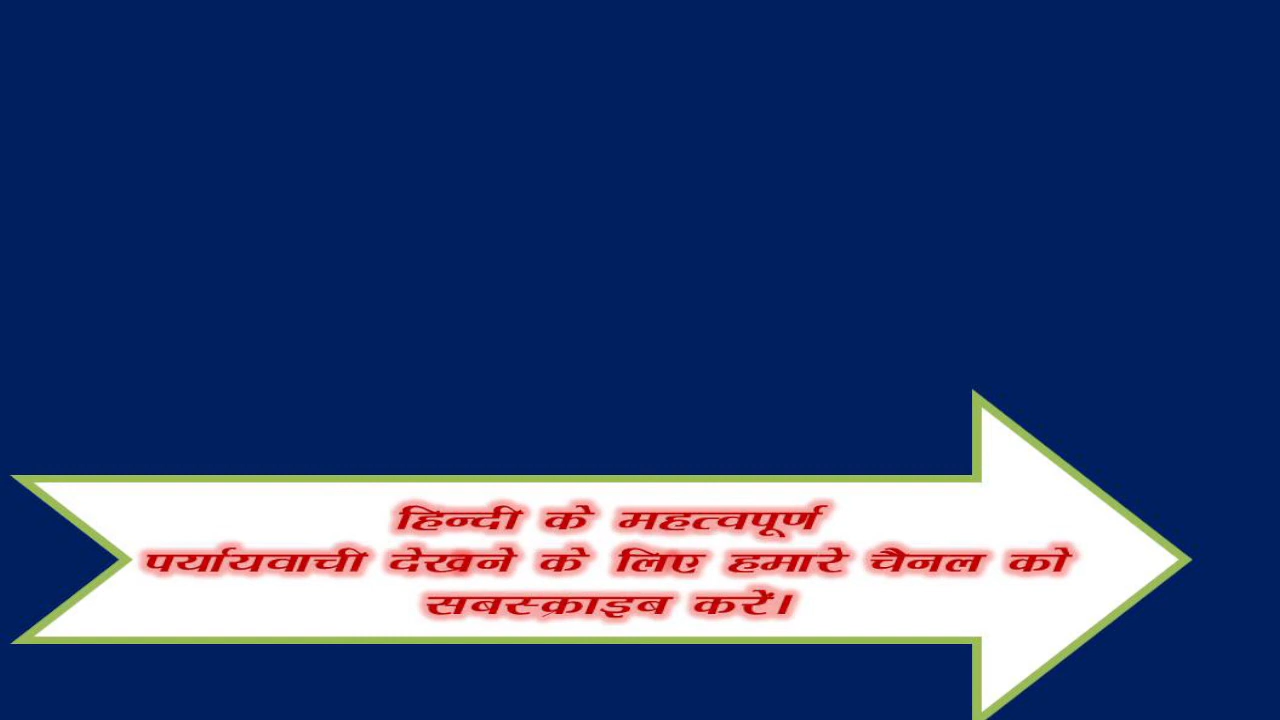 हिन्दी के महत्वपूर्ण
पर्यायवाची देखने के लिए हमारे चैनल को
सबस्क्राइब करें।